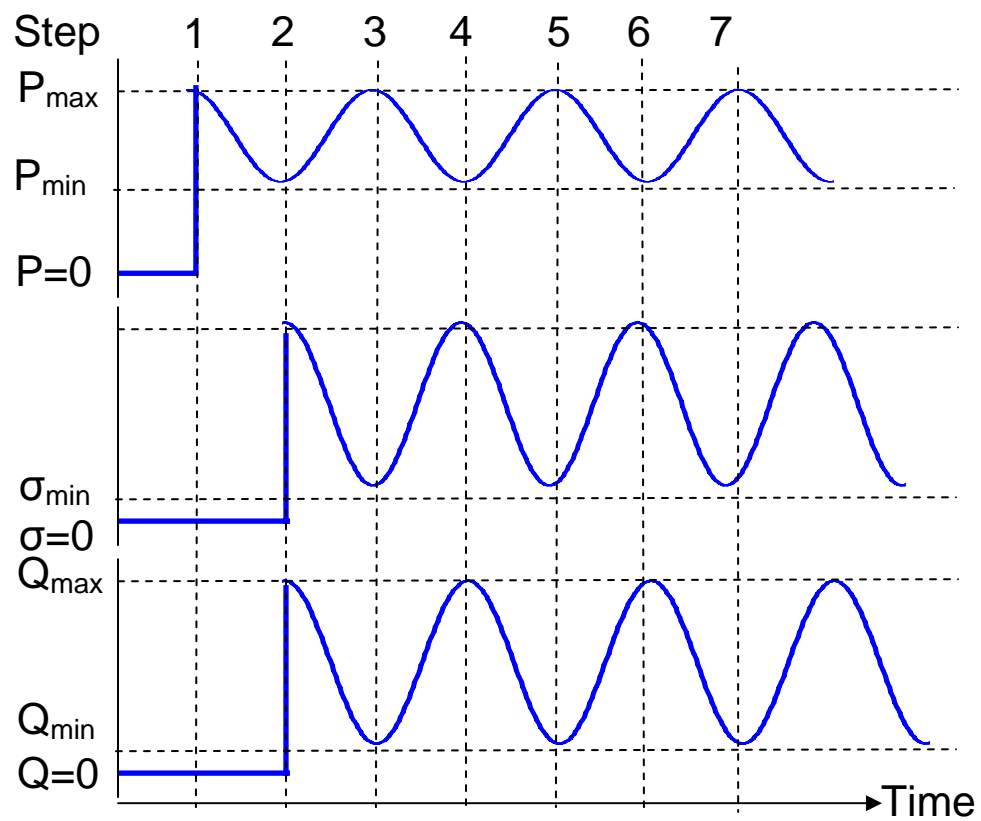 Step 1 2 3 4 5 6 7
Pmax
Pmin
P=0
σmin
σ=0
Qmax
Qmin
Q=0
Time